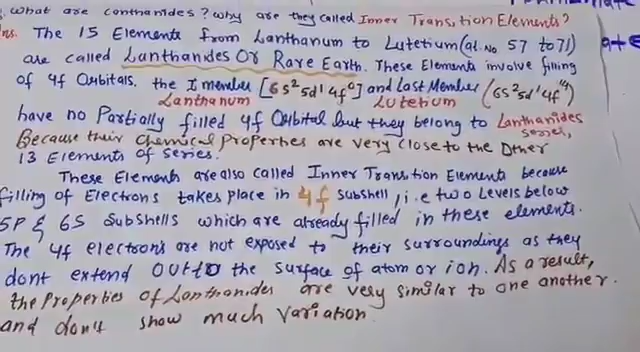 What are Lonthanides? why are they called Inner Transition Elements?
Ans. The 15 Elements from Lanthanum to Lutetium (at. No 57 to 71)
are called Lanthanides Or Rare Earth. These Elements involve filling
of 4f Orbitals. the I member [6s² 5d¹ 4f⁰] and Last Member (6s² 5d¹ 4f¹⁴)
Lanthanum Lutetium
have no Partially filled 4f Orbital but they belong to Lanthanides
series,
Because their Chemical Properties are very close to the Other
13 Elements of series.
These Elements are also called Inner Transition Elements because
filling of Electrons takes place in 4f subshell, i.e two Levels below
5P & 6S Subshells which are already filled in these elements.
The 4f electrons are not exposed to their surroundings as they
dont extend out to the surface of atom or ion. As a result,
the Properties of Lanthanides are very similar to one another.
and don't show much variation.